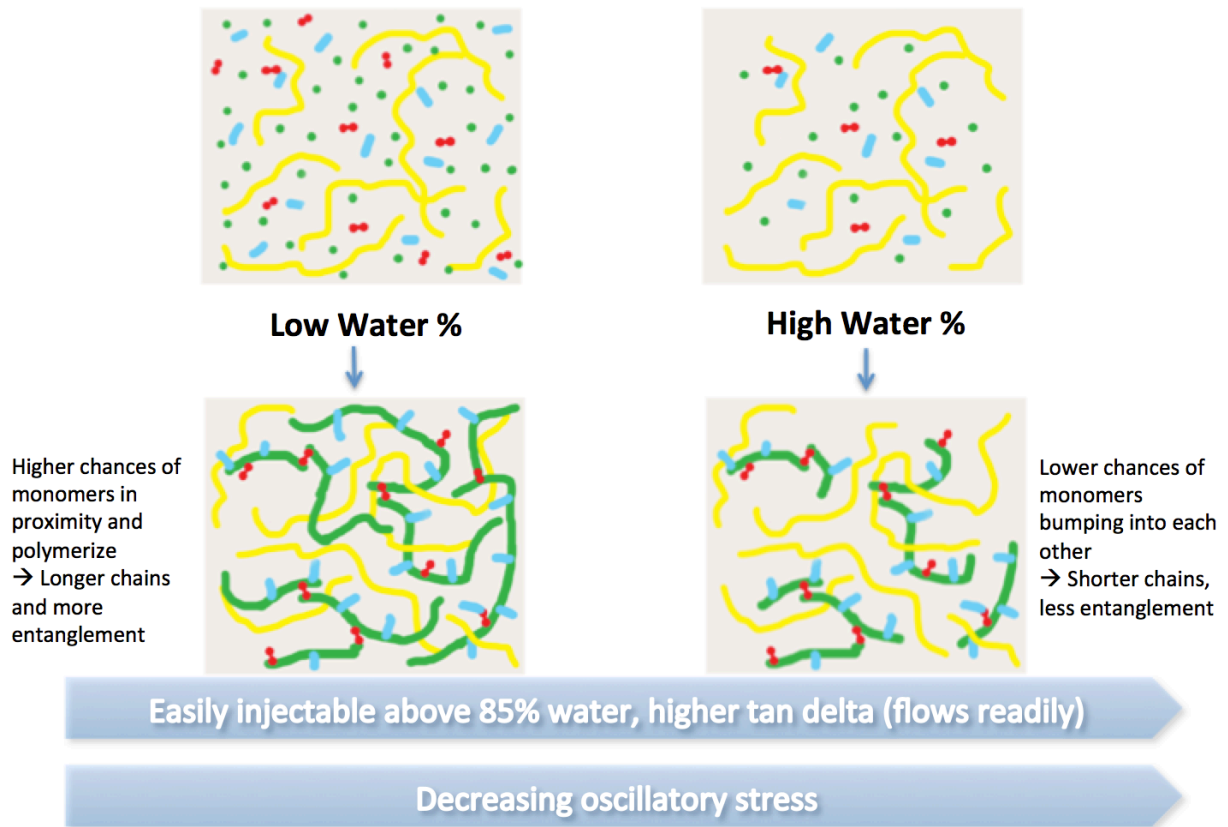 Low Water %
High Water %
Higher chances of
monomers in
proximity and
polymerize
→ Longer chains
and more
entanglement
Lower chances of
monomers
bumping into each
other
→ Shorter chains,
less entanglement
Easily injectable above 85% water, higher tan delta (flows readily)
Decreasing oscillatory stress